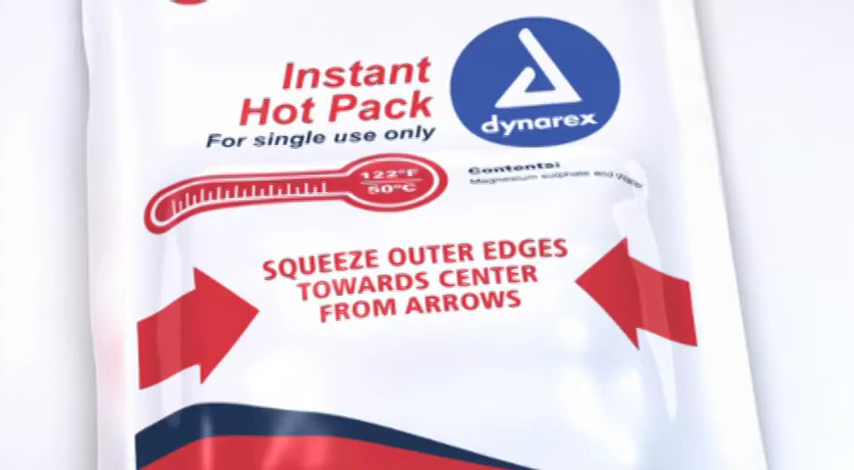 Instant
Hot Pack
For single use only
dynarex
122°F
50°C
Contents:
Magnesium sulphate and Water
SQUEEZE OUTER EDGES
TOWARDS CENTER
FROM ARROWS